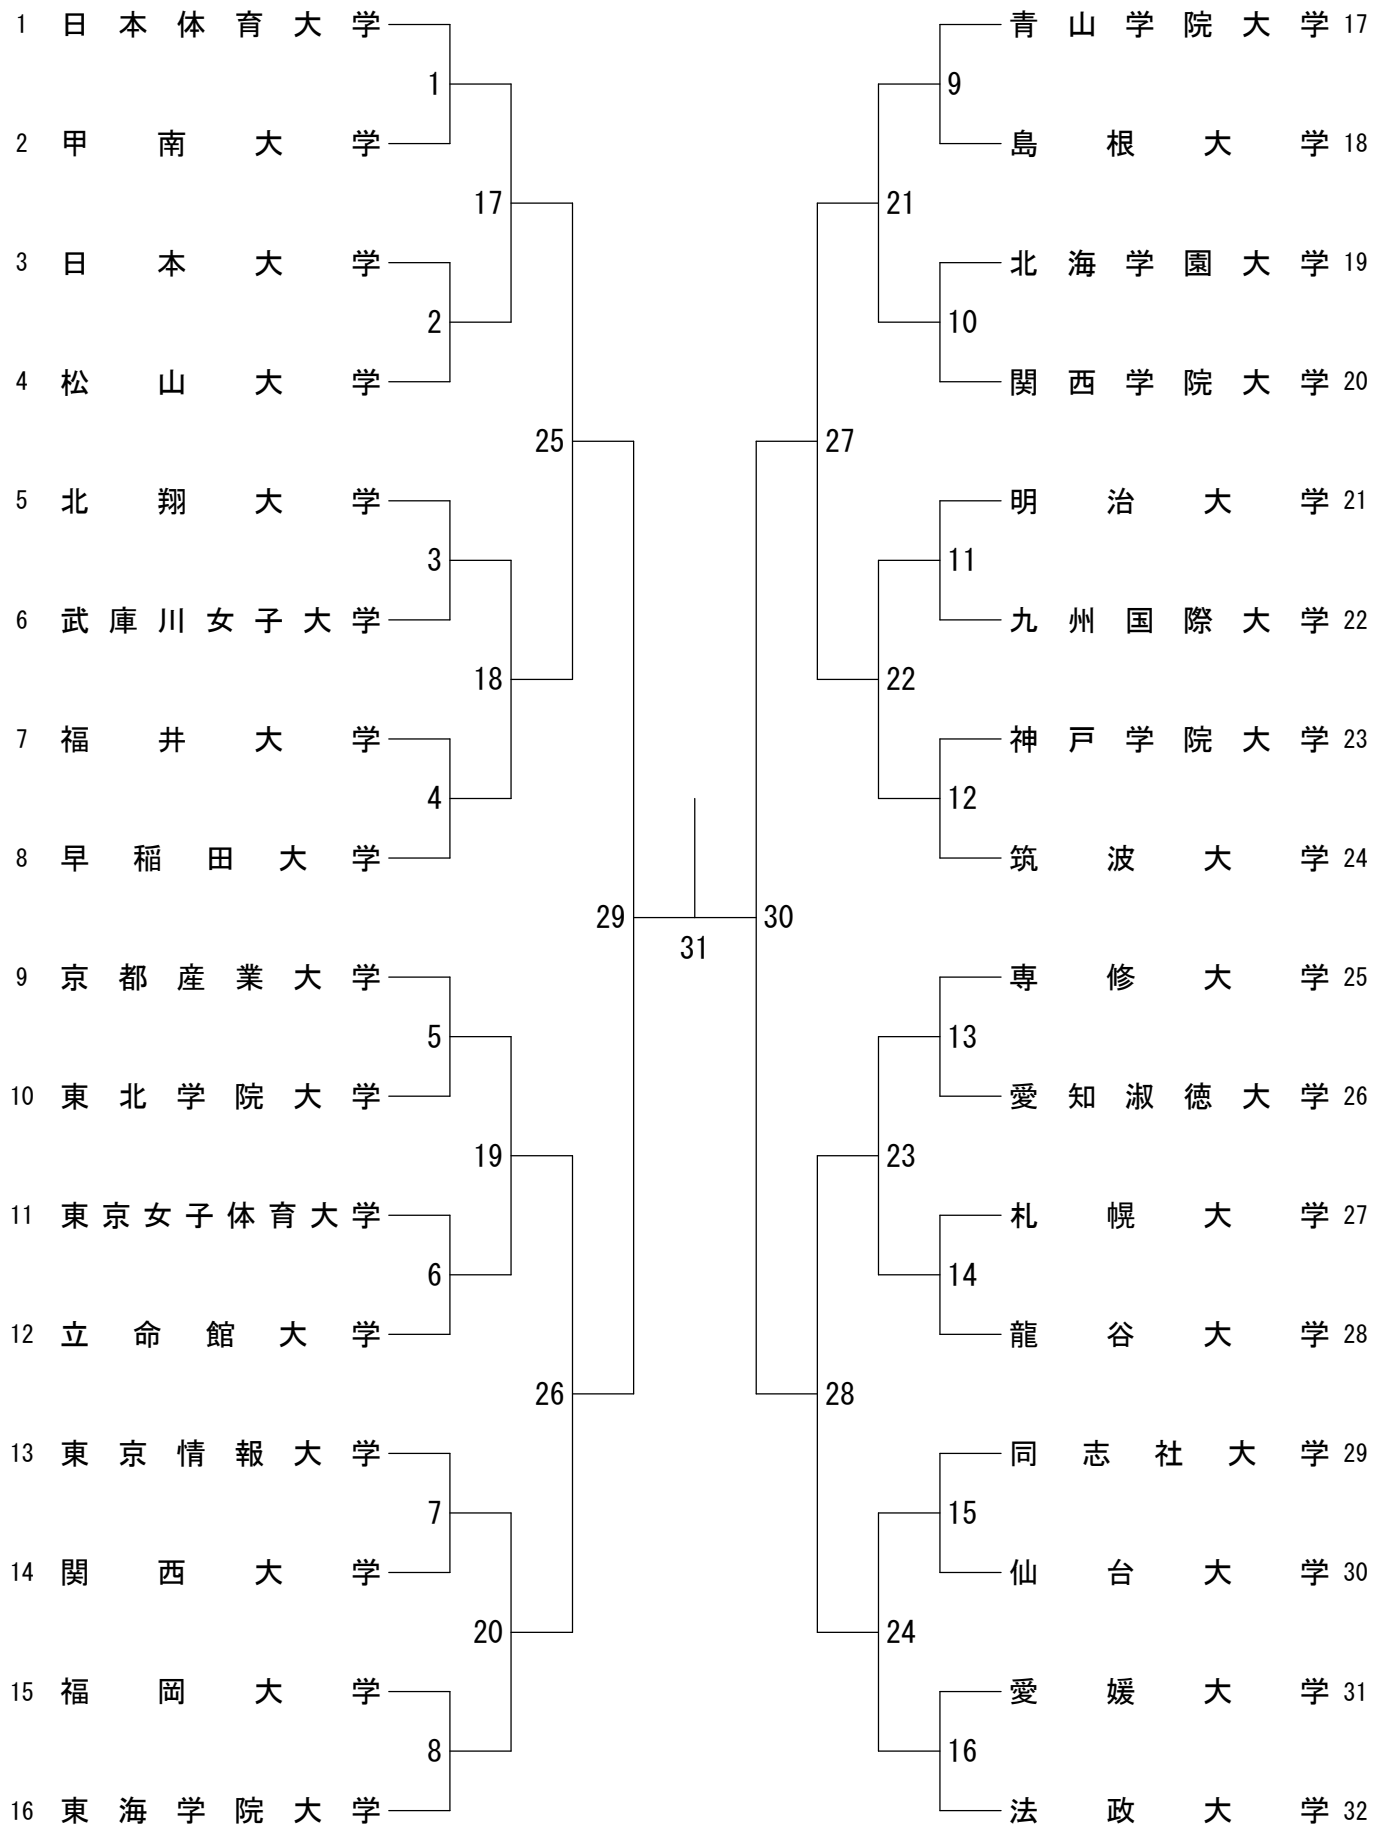 1 日本体育大学 青山学院大学 17
1 9
2 甲南大学 島根大学 18
17 21
3 日本大学 北海学園大学 19
2 10
4 松山大学 関西学院大学 20
25 27
5 北翔大学 明治大学 21
3 11
6 武庫川女子大学 九州国際大学 22
18 22
7 福井大学 神戸学院大学 23
4 12
8 早稲田大学 筑波大学 24
29 30
31
9 京都産業大学 専修大学 25
5 13
10 東北学院大学 愛知淑徳大学 26
19 23
11 東京女子体育大学 札幌大学 27
6 14
12 立命館大学 龍谷大学 28
26 28
13 東京情報大学 同志社大学 29
7 15
14 関西大学 仙台大学 30
20 24
15 福岡大学 愛媛大学 31
8 16
16 東海学院大学 法政大学 32